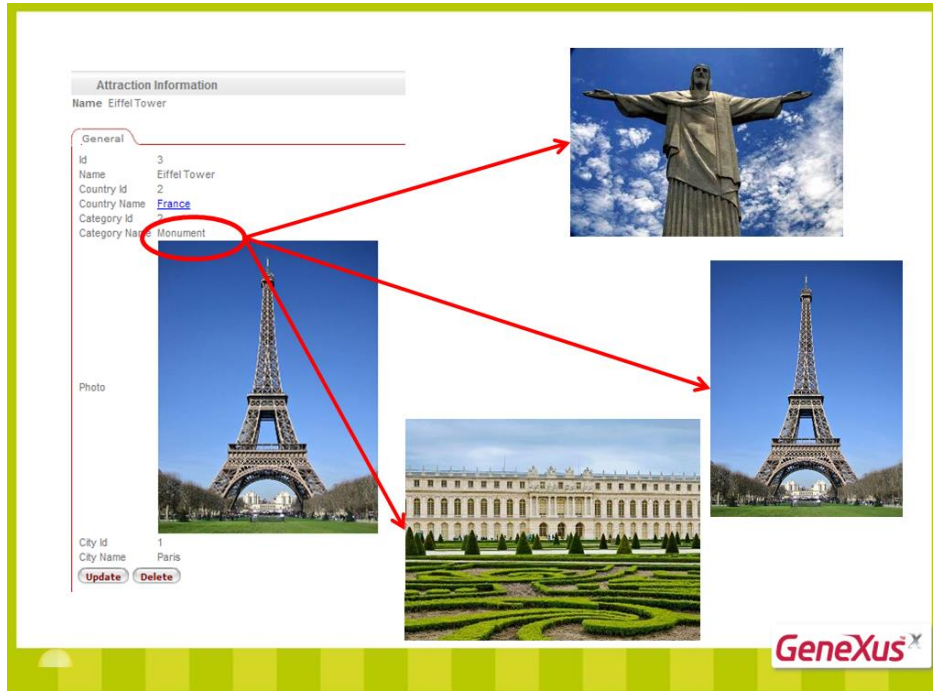 Attraction Information
Name Eiffel Tower
General
Id 3
Name Eiffel Tower
Country Id 2
Country Name France
Category Id 2
Category Name Monument
Photo
City Id 1
City Name Paris
Update Delete
GeneXus X